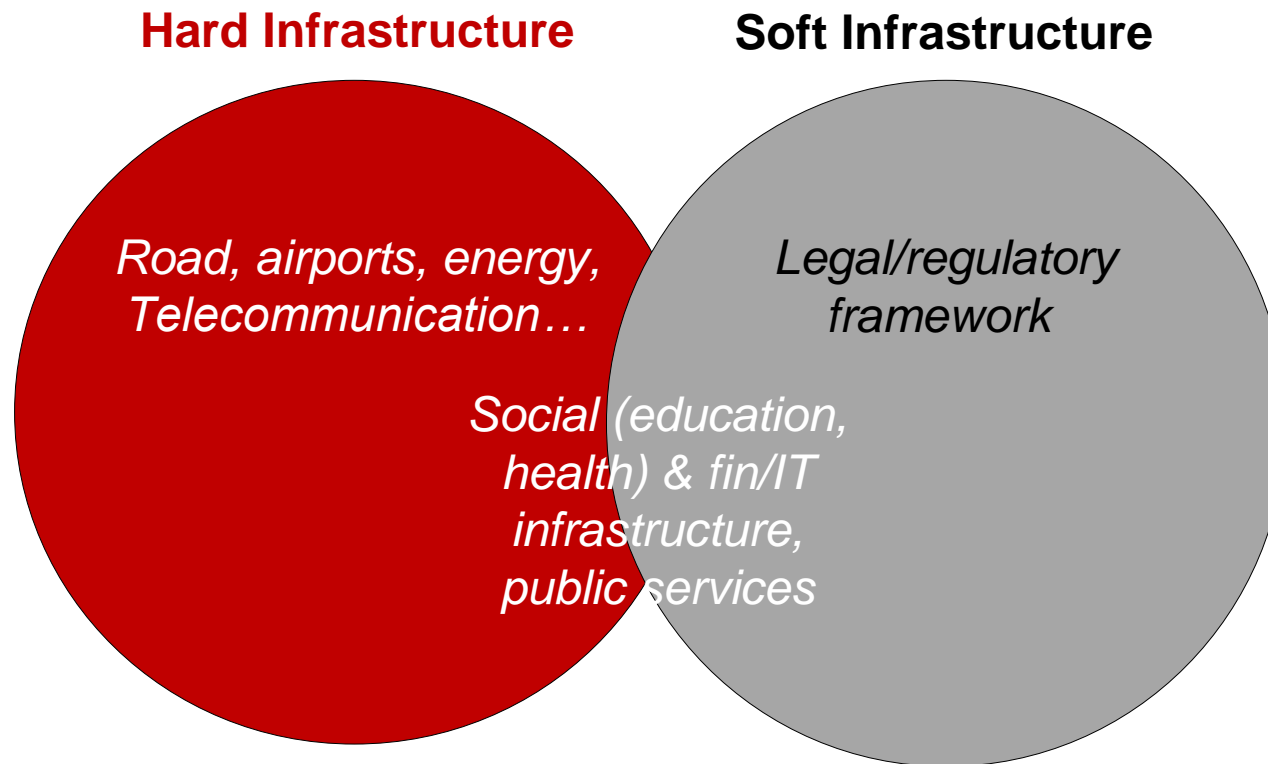 Hard Infrastructure
Soft Infrastructure
Road, airports, energy,
Telecommunication…
Legal/regulatory
framework
Social (education,
health) & fin/IT
infrastructure,
public services